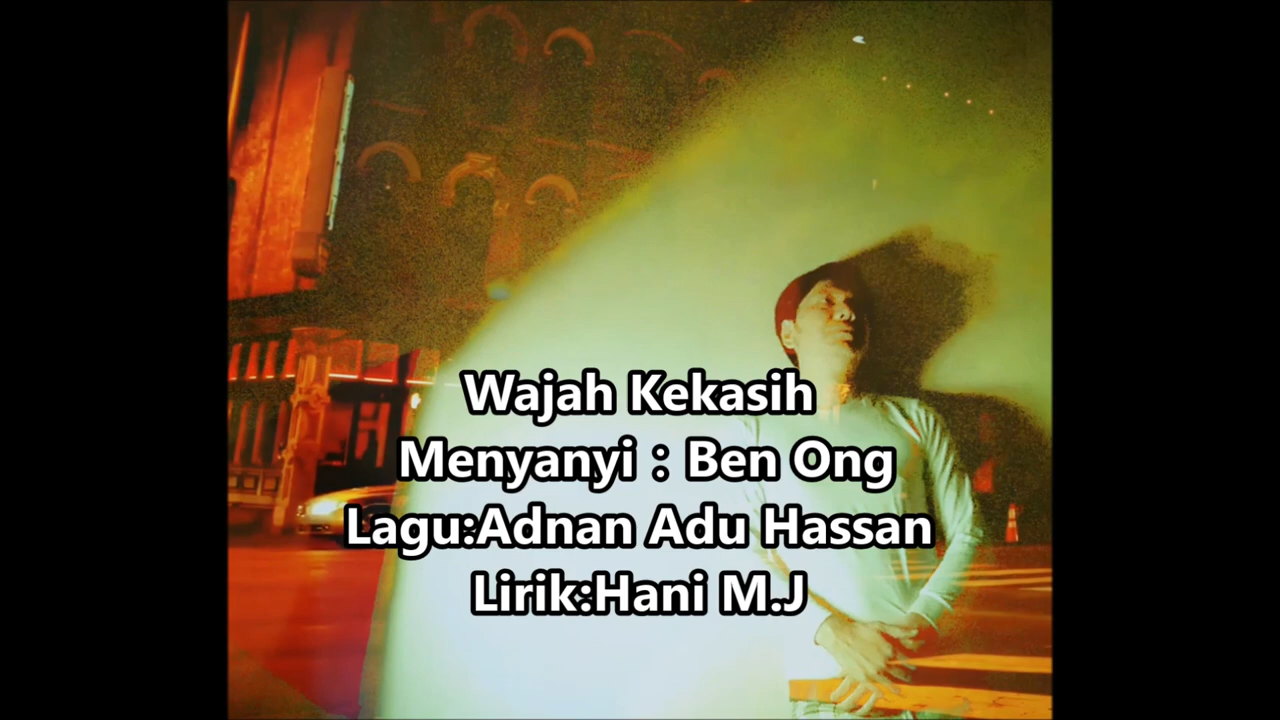 Wajah Kekasih
Menyanyi：Ben Ong
Lagu:Adnan Adu Hassan
Lirik:Hani M.J